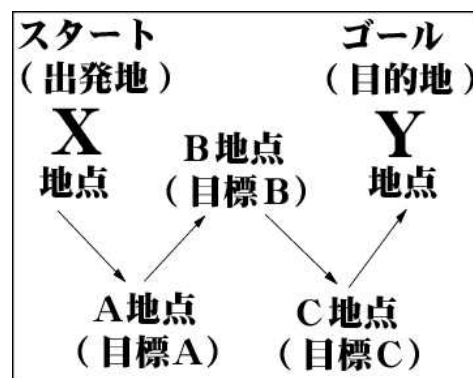 スタート
(出発地)
X
地点
A地点
(目標A)
B地点
(目標B)
C地点
(目標C)
ゴール
(目的地)
Y
地点